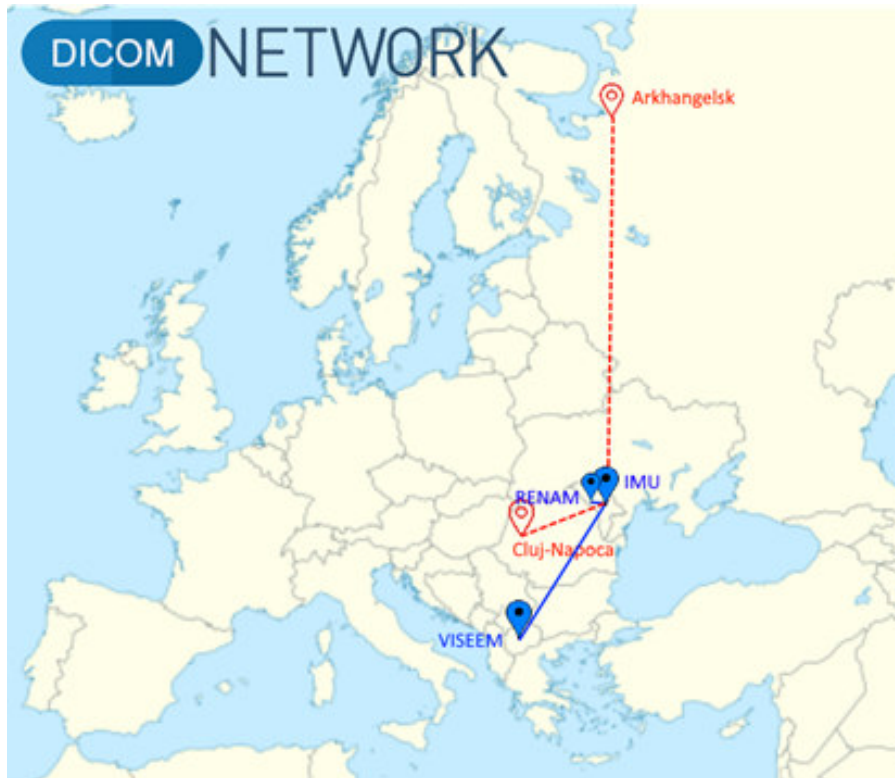 DICOM NETWORK
Arkhangelsk
IMU
RENAM
Cluj-Napoca
VISEEM